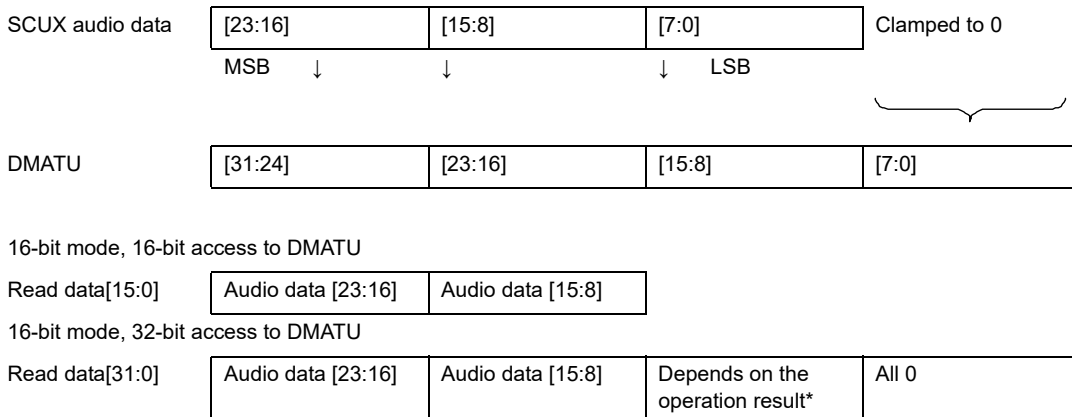 SCUX audio data [23:16] [15:8] [7:0] Clamped to 0
MSB ↓ ↓ ↓ LSB
DMATU [31:24] [23:16] [15:8] [7:0]
16-bit mode, 16-bit access to DMATU
Read data[15:0] Audio data [23:16] Audio data [15:8]
16-bit mode, 32-bit access to DMATU
Read data[31:0] Audio data [23:16] Audio data [15:8] Depends on the All 0
operation result*